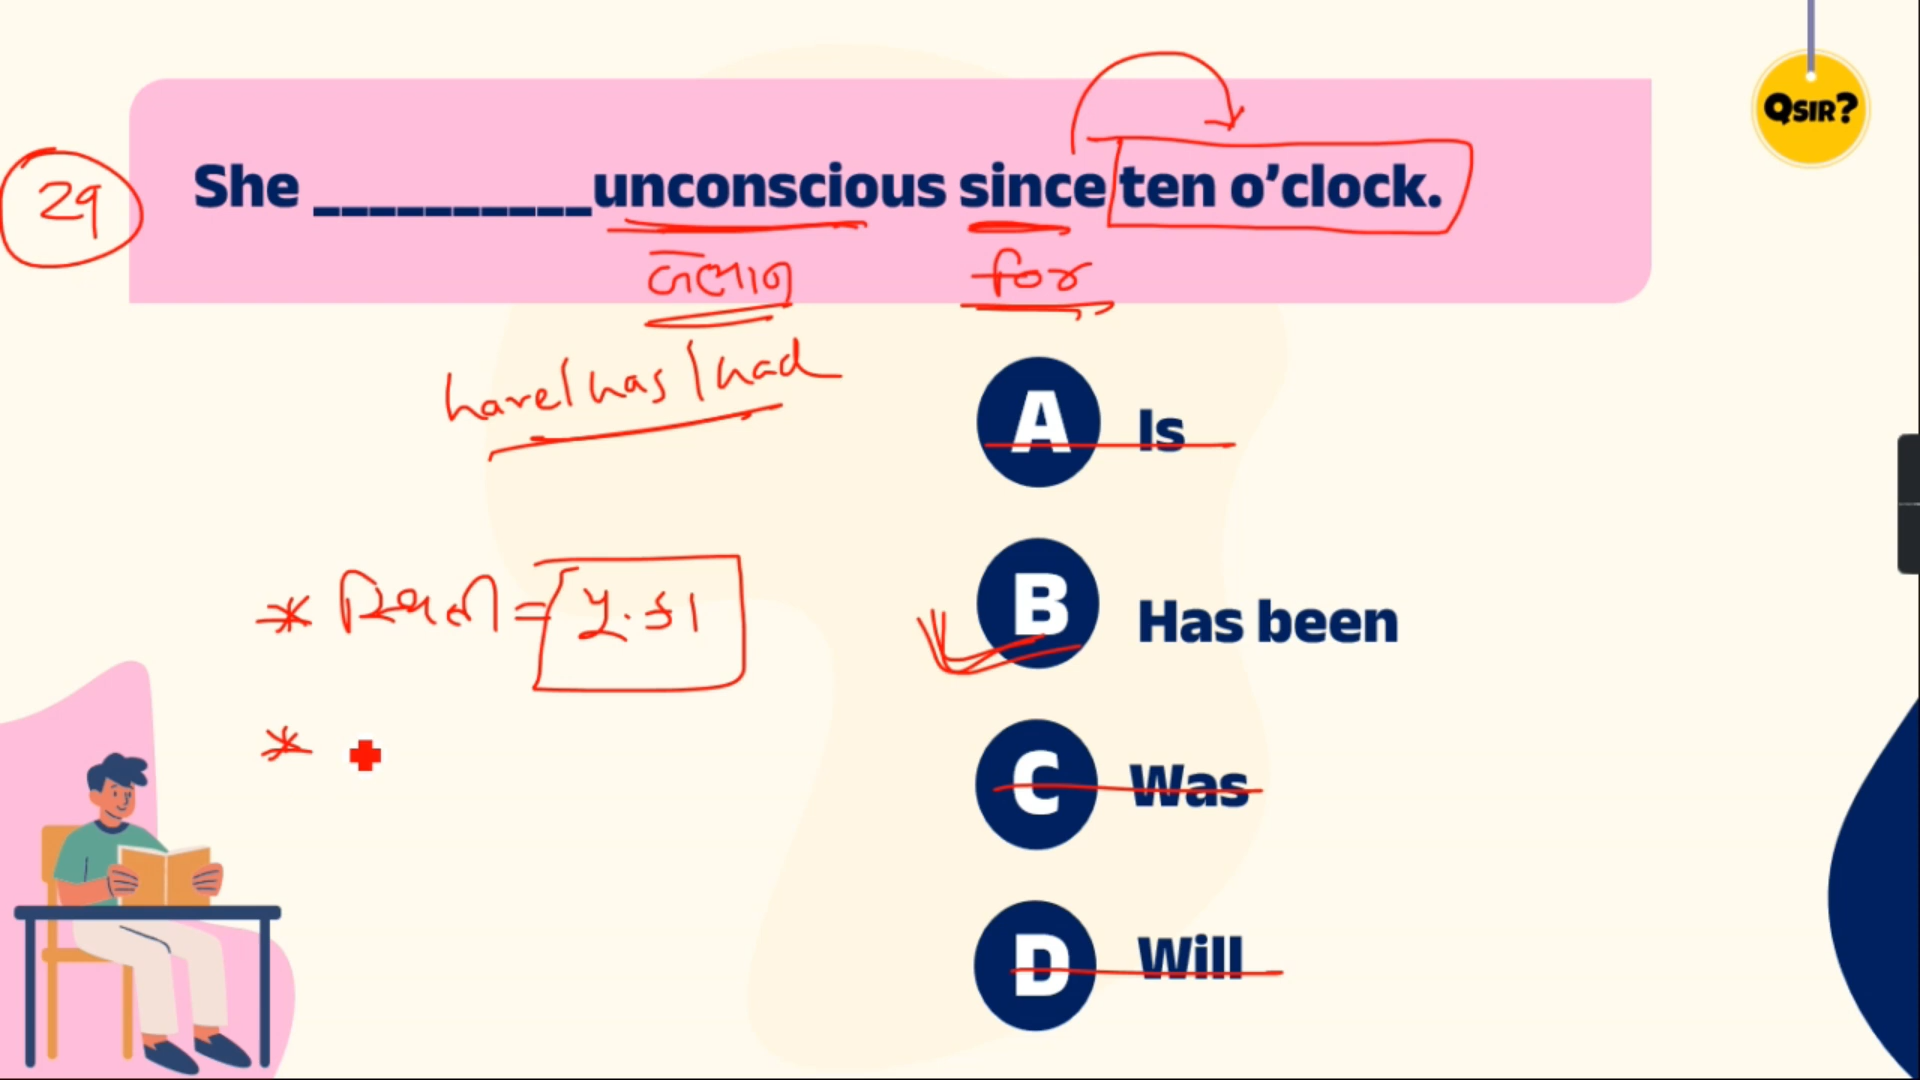 QSIR?
29
She __________unconscious since ten o’clock.
for
have/has/had
A Is
B Has been
*
C Was
*
D Will